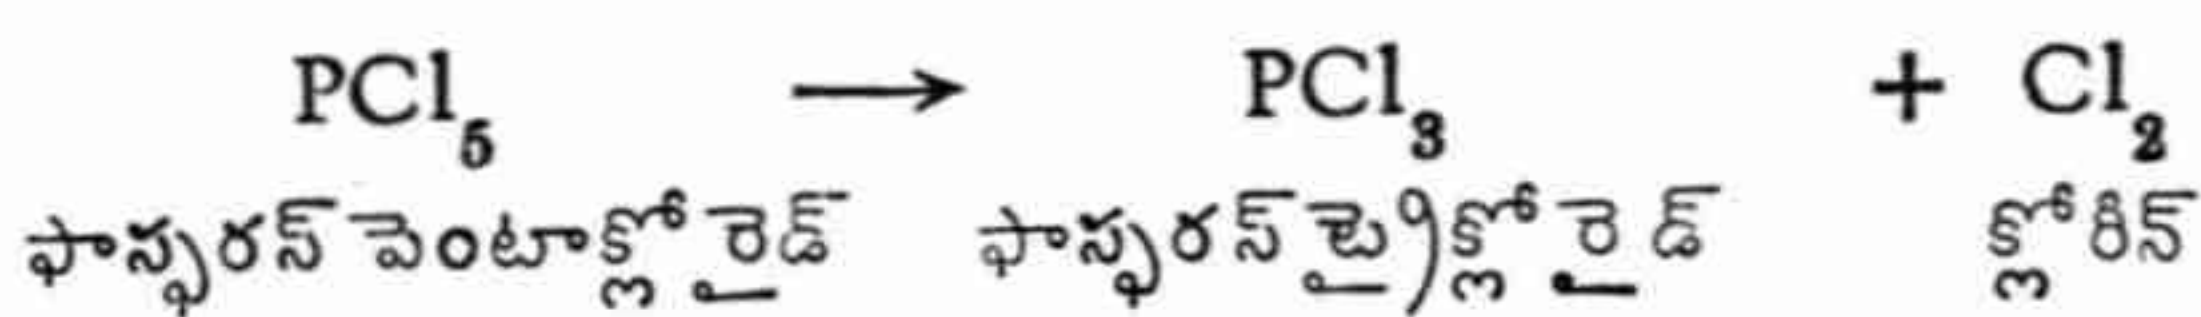 PCl₅ ⟶ PCl₃ + Cl₂
ఫాస్ఫరస్ పెంటాక్లోరైడ్ ఫాస్ఫరస్ ట్రైక్లోరైడ్ క్లోరీన్